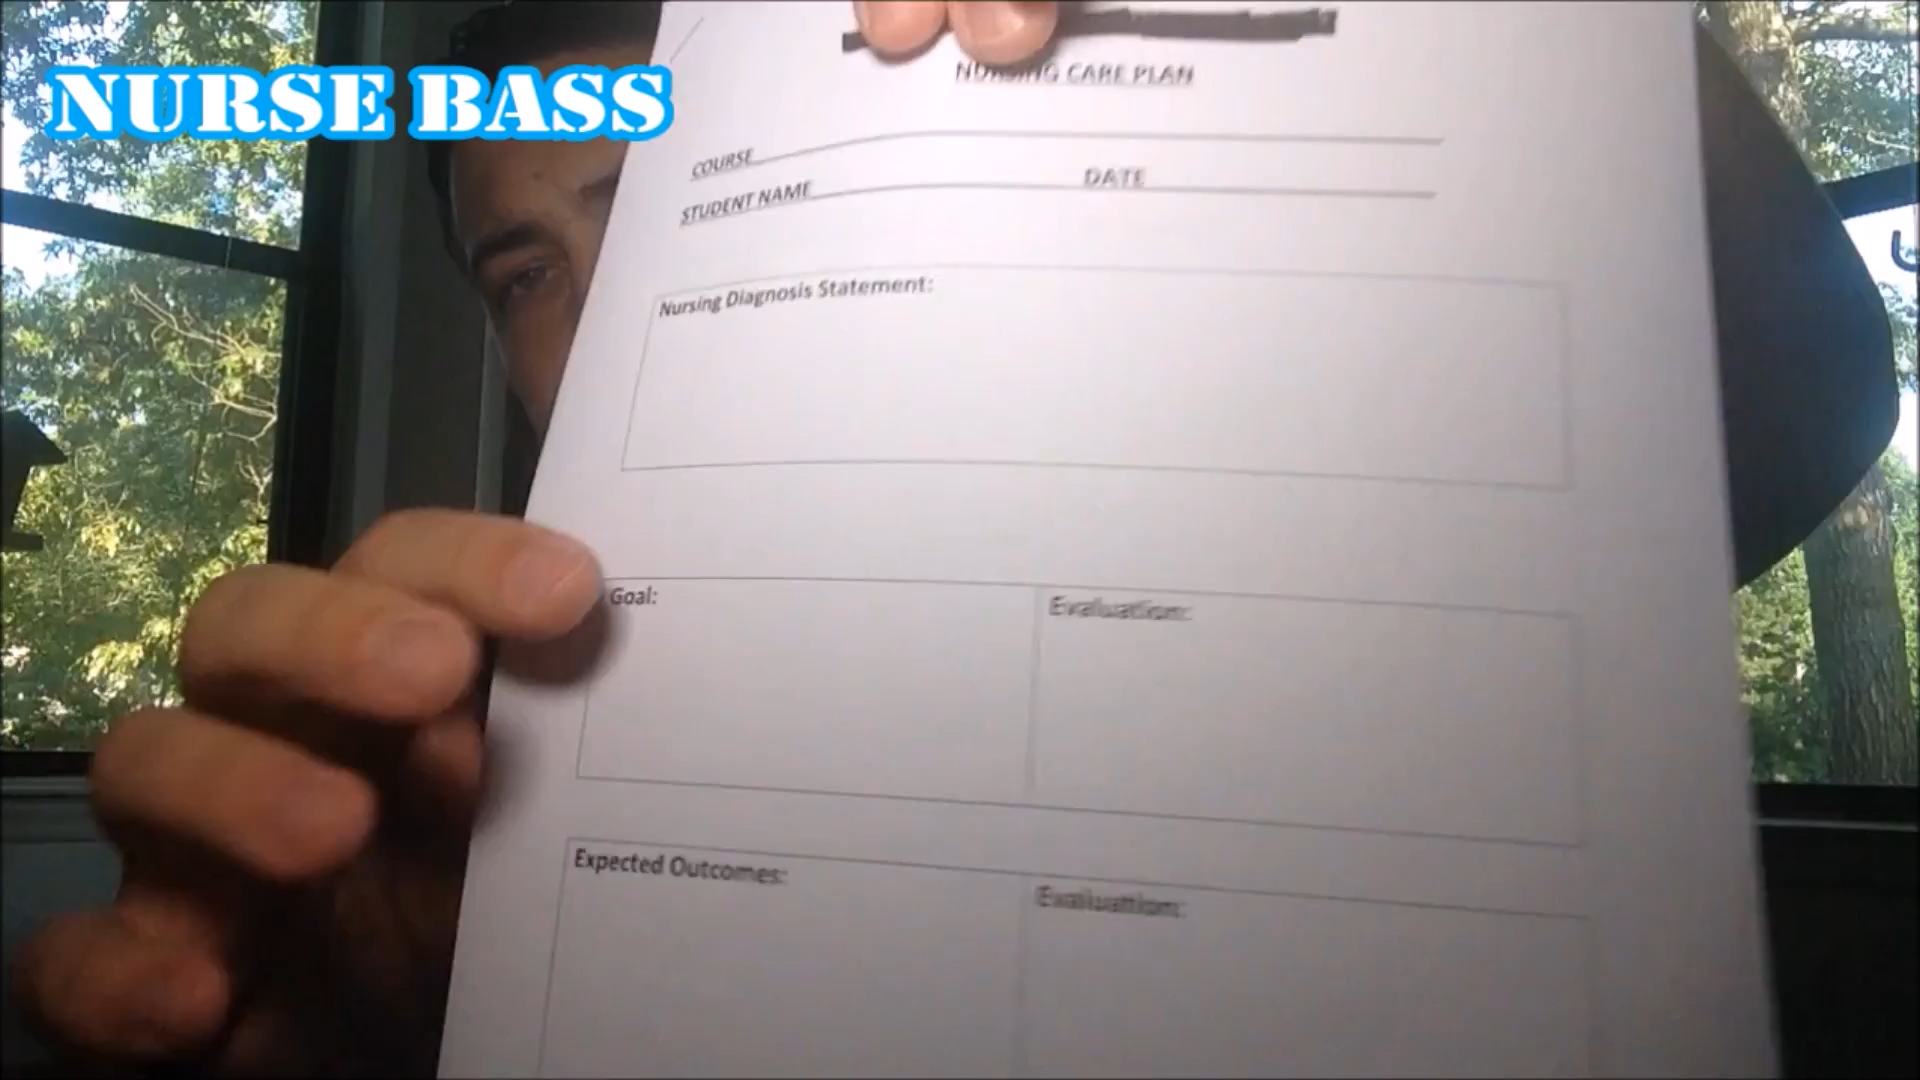 NURSE BASS
NURSING CARE PLAN
COURSE
STUDENT NAME DATE
Nursing Diagnosis Statement:
Goal:
Evaluation:
Expected Outcomes:
Evaluation: